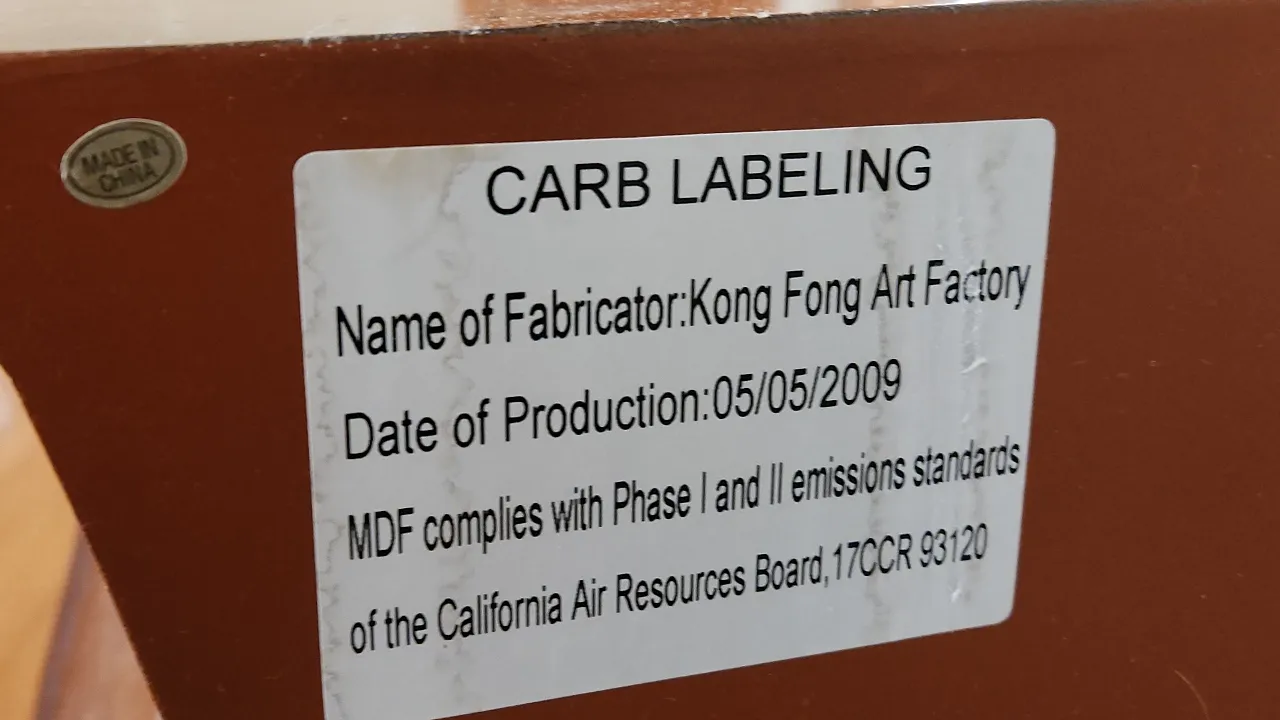 MADE IN
CHINA
CARB LABELING
Name of Fabricator:Kong Fong Art Factory
Date of Production:05/05/2009
MDF complies with Phase I and II emissions standards
of the California Air Resources Board,17CCR 93120